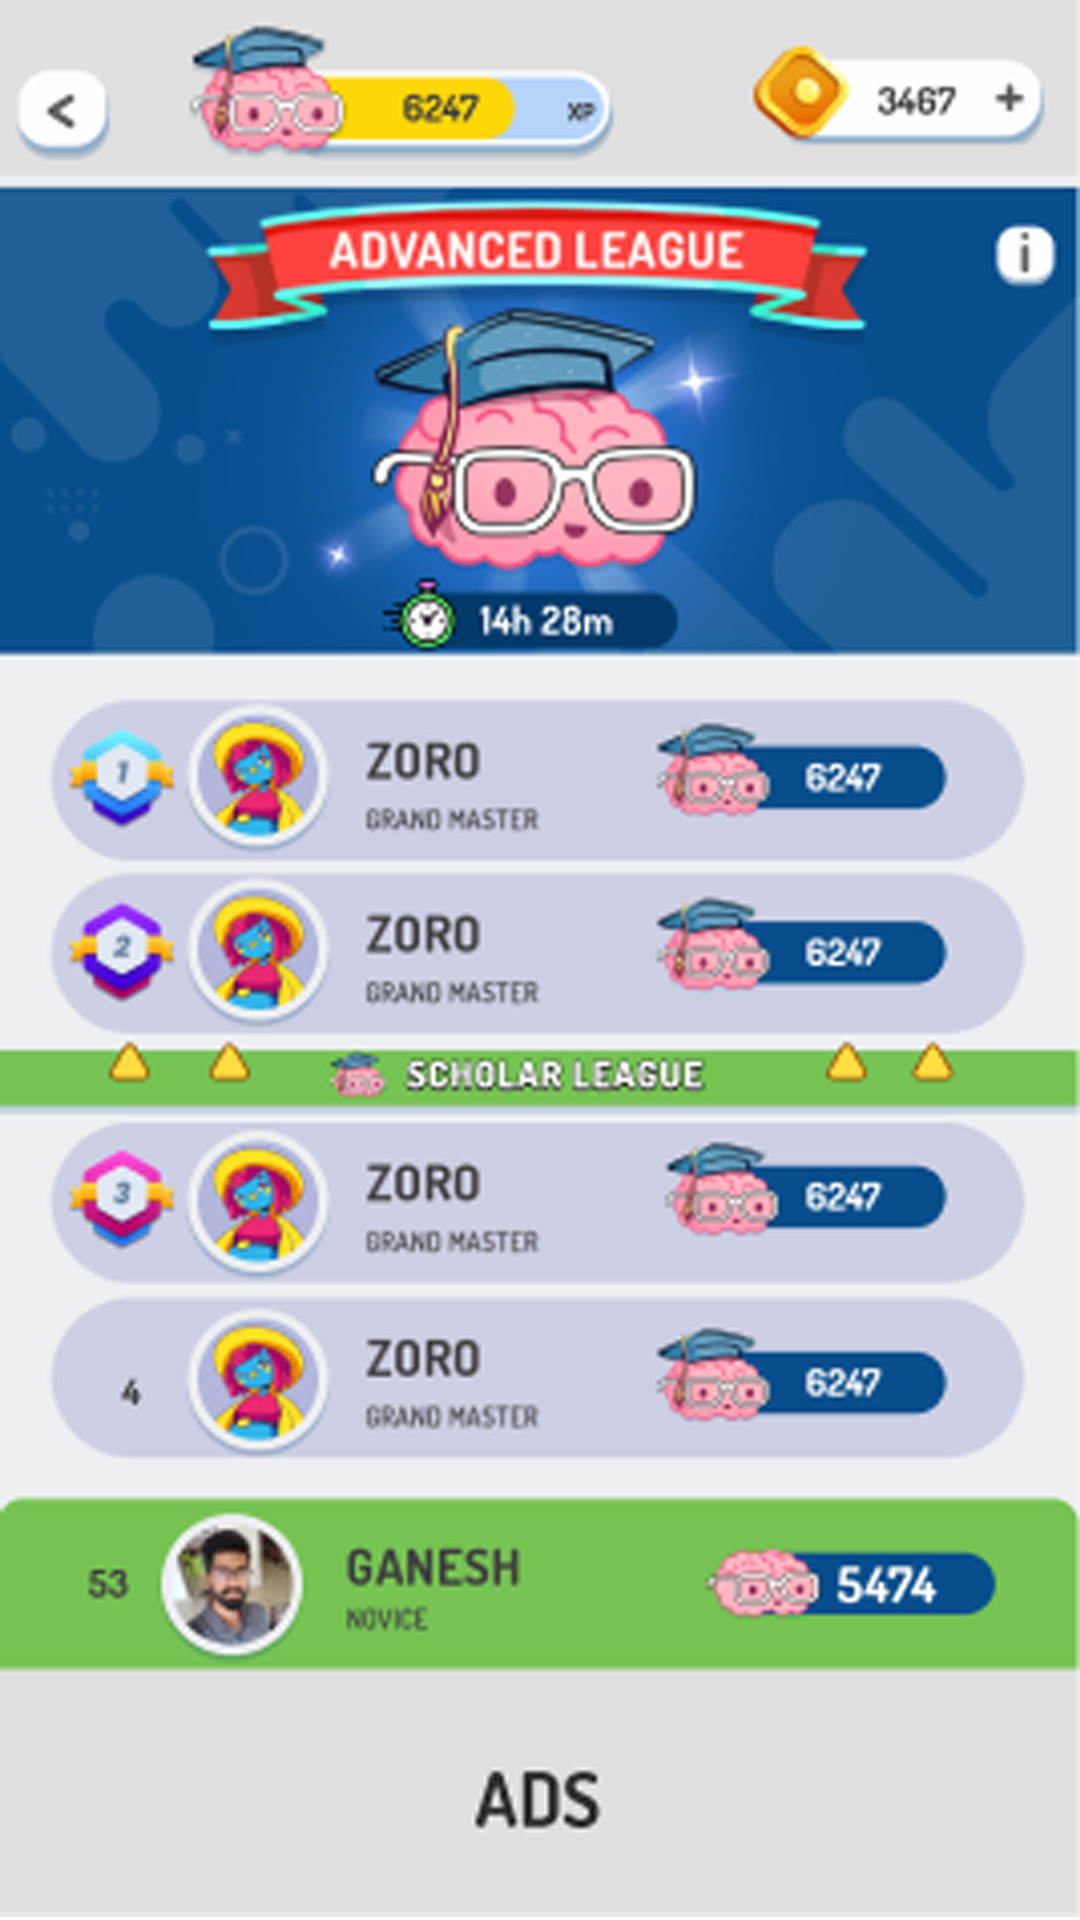 <
6247
XP
3467 +
ADVANCED LEAGUE
i
14h 28m
1
ZORO
GRAND MASTER
6247
2
ZORO
GRAND MASTER
6247
SCHOLAR LEAGUE
3
ZORO
GRAND MASTER
6247
4
ZORO
GRAND MASTER
6247
53
GANESH
NOVICE
5474
ADS